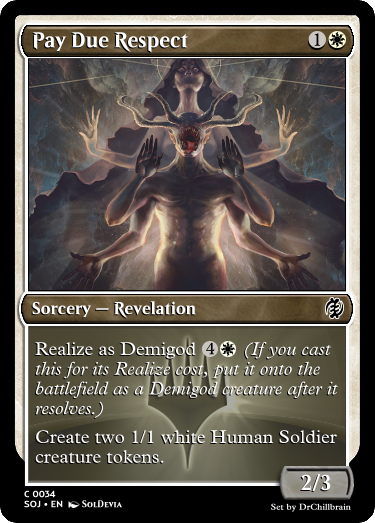 Pay Due Respect 1
Sorcery — Revelation
Realize as Demigod 4 (If you cast
this for its Realize cost, put it onto the
battlefield as a Demigod creature after it
resolves.)
Create two 1/1 white Human Soldier
creature tokens.
2/3
C 0034
SOJ • EN SolDevia
Set by DrChillbrain